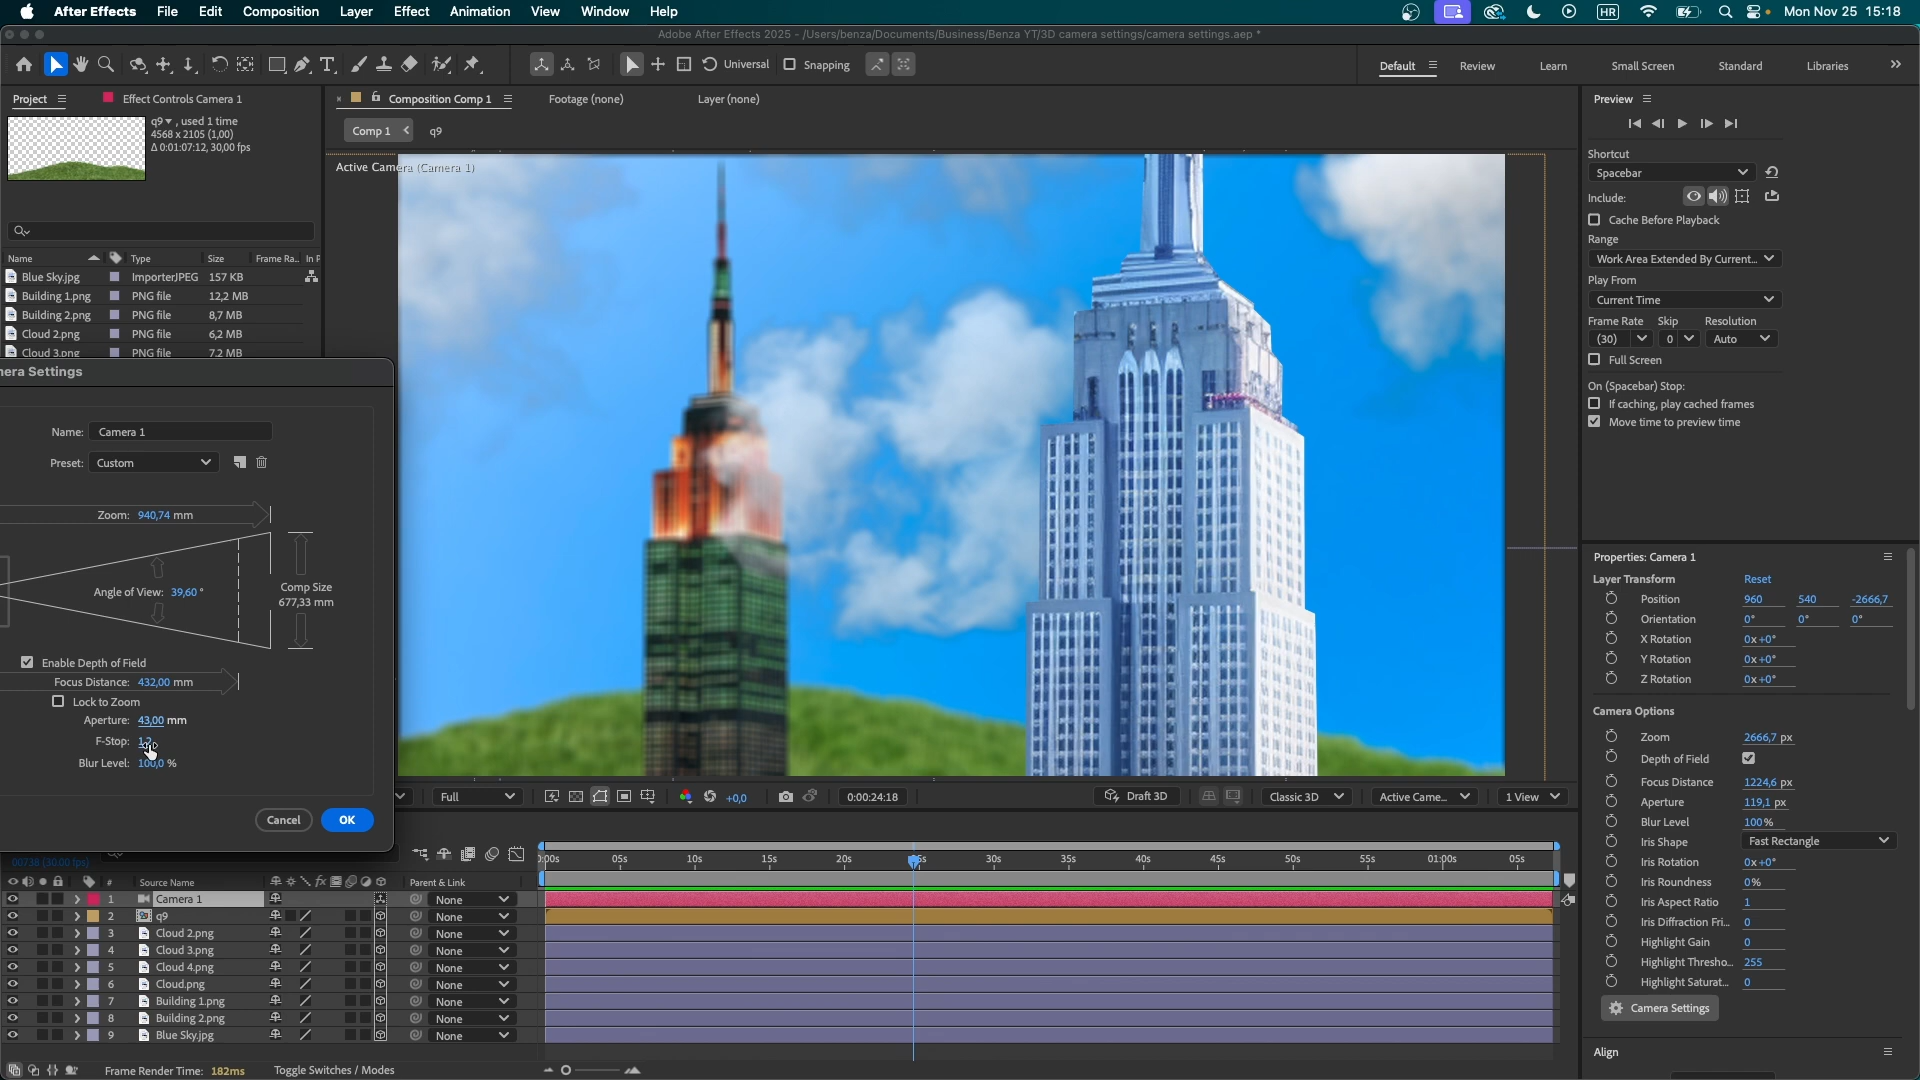 After Effects File Edit Composition Layer Effect Animation View Window Help HR Mon Nov 25 15:18
Adobe After Effects 2025 - /Users/benza/Documents/Business/Benza YT/3D camera settings/camera settings.aep *
Universal Snapping Default Review Learn Small Screen Standard Libraries
Project Effect Controls Camera 1 Composition Comp 1 Footage (none) Layer (none) Preview
q9 , used 1 time
4568 x 2105 (1,00)
Δ 0:01:07:12, 30,00 fps
Comp 1 q9
Active Camera (Camera 1)
Shortcut
Spacebar
Include:
Cache Before Playback
Range
Work Area Extended By Current...
Play From
Current Time
Frame Rate Skip Resolution
(30) 0 Auto
Full Screen
On (Spacebar) Stop:
If caching, play cached frames
Move time to preview time
Name Type Size Frame Ra.. In P
Blue Sky.jpg ImporterJPEG 157 KB
Building 1.png PNG file 12,2 MB
Building 2.png PNG file 8,7 MB
Cloud 2.png PNG file 6,2 MB
Cloud 3.png PNG file 7,2 MB
mera Settings
Name: Camera 1
Preset: Custom
Zoom: 940,74 mm
Angle of View: 39,60 °
Comp Size
677,33 mm
Enable Depth of Field
Focus Distance: 432,00 mm
Lock to Zoom
Aperture: 43,00 mm
F-Stop:
Blur Level: 100,0 %
Cancel OK
Full +0,0 0:00:24:18 Draft 3D Classic 3D Active Came... 1 View
Properties: Camera 1
Layer Transform Reset
Position 960 540 -2666,7
Orientation 0° 0° 0°
X Rotation 0x+0°
Y Rotation 0x+0°
Z Rotation 0x+0°
Camera Options
Zoom 2666,7 px
Depth of Field
Focus Distance 1224,6 px
Aperture 119,1 px
Blur Level 100%
Iris Shape Fast Rectangle
Iris Rotation 0x+0°
Iris Roundness 0%
Iris Aspect Ratio 1
Iris Diffraction Fri... 0
Highlight Gain 0
Highlight Thresho... 255
Highlight Saturat... 0
Camera Settings
Align
00738 (30.00 fps)
05s 10s 15s 20s 30s 35s 40s 45s 50s 55s 01:00s 05s
# Source Name Parent & Link
1 Camera 1 None
2 q9 None
3 Cloud 2.png None
4 Cloud 3.png None
5 Cloud 4.png None
6 Cloud.png None
7 Building 1.png None
8 Building 2.png None
9 Blue Sky.jpg None
Frame Render Time: 182ms Toggle Switches / Modes